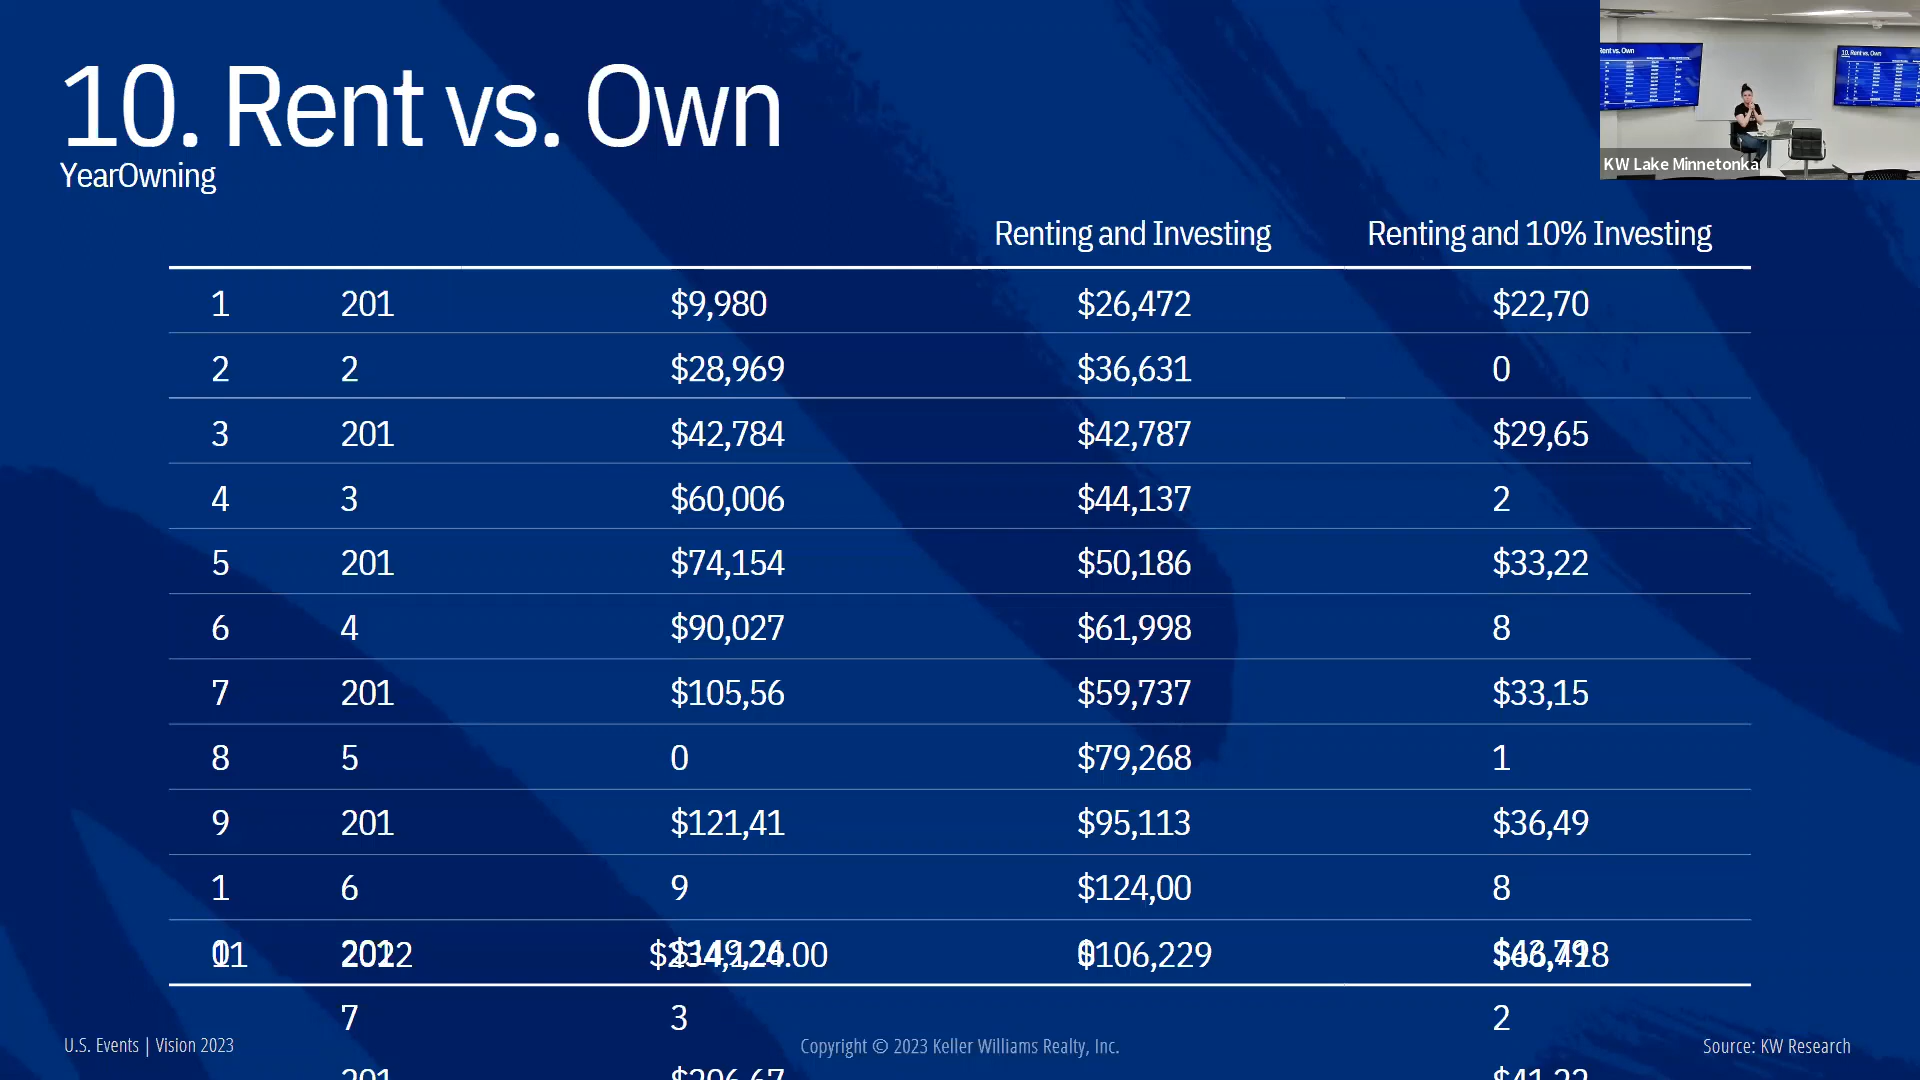 10. Rent vs. Own
YearOwning
KW Lake Minnetonka
Renting and Investing Renting and 10% Investing
1 201 $9,980 $26,472 $22,70
2 2 $28,969 $36,631 0
3 201 $42,784 $42,787 $29,65
4 3 $60,006 $44,137 2
5 201 $74,154 $50,186 $33,22
6 4 $90,027 $61,998 8
7 201 $105,56 $59,737 $33,15
8 5 0 $79,268 1
9 201 $121,41 $95,113 $36,49
1 6 9 $124,00 8
11 2022 $106,229
7 3 2
U.S. Events | Vision 2023 Copyright © 2023 Keller Williams Realty, Inc. Source: KW Research